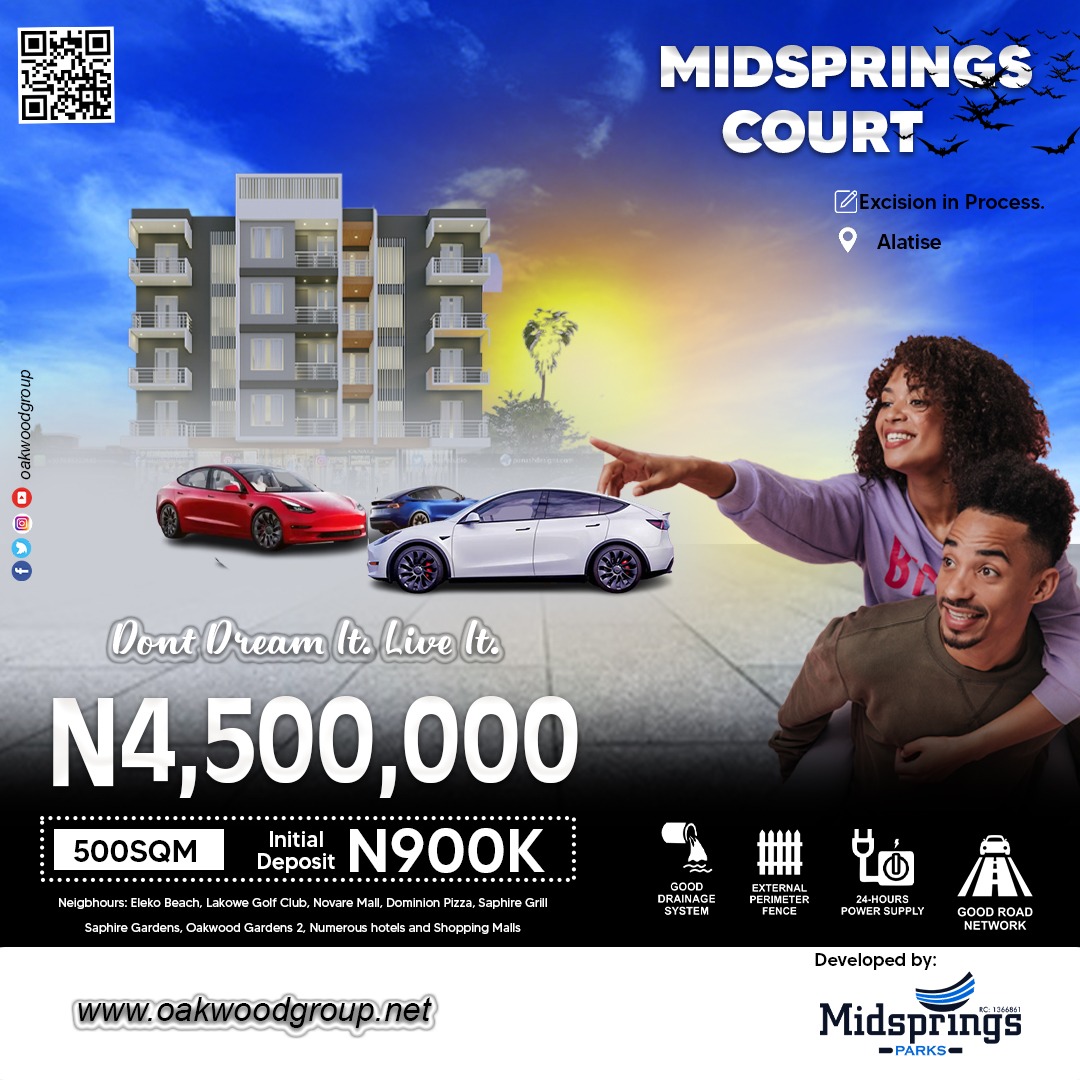 MIDSPRINGS
COURT
Excision in Process.
Alatise
oakwoodgroup
Dont Dream It. Live It.
N4,500,000
500SQM
Initial
Deposit
N900K
Neigbhours: Eleko Beach, Lakowe Golf Club, Novare Mall, Dominion Pizza, Saphire Grill
Saphire Gardens, Oakwood Gardens 2, Numerous hotels and Shopping Malls
GOOD
DRAINAGE
SYSTEM
EXTERNAL
PERIMETER
FENCE
24-HOURS
POWER SUPPLY
GOOD ROAD
NETWORK
www.oakwoodgroup.net
Developed by:
RC: 1366861
Midsprings
PARKS